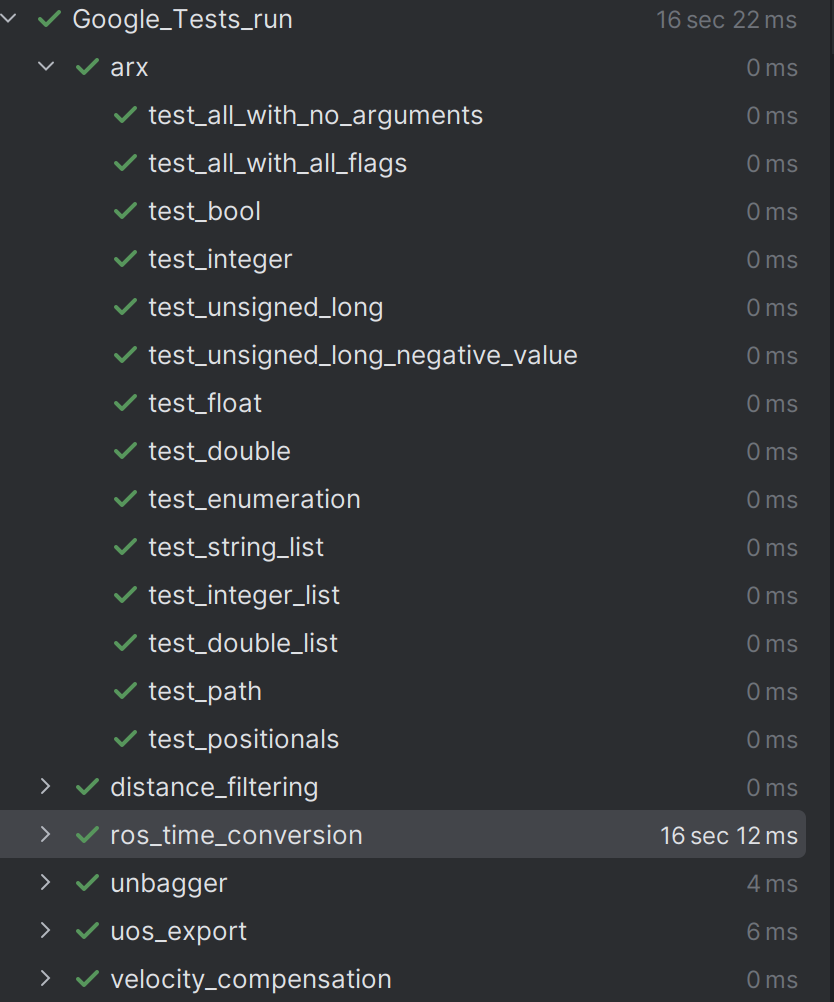 Google_Tests_run 16 sec 22 ms
arx 0 ms
test_all_with_no_arguments 0 ms
test_all_with_all_flags 0 ms
test_bool 0 ms
test_integer 0 ms
test_unsigned_long 0 ms
test_unsigned_long_negative_value 0 ms
test_float 0 ms
test_double 0 ms
test_enumeration 0 ms
test_string_list 0 ms
test_integer_list 0 ms
test_double_list 0 ms
test_path 0 ms
test_positionals 0 ms
distance_filtering 0 ms
ros_time_conversion 16 sec 12 ms
unbagger 4 ms
uos_export 6 ms
velocity_compensation 0 ms